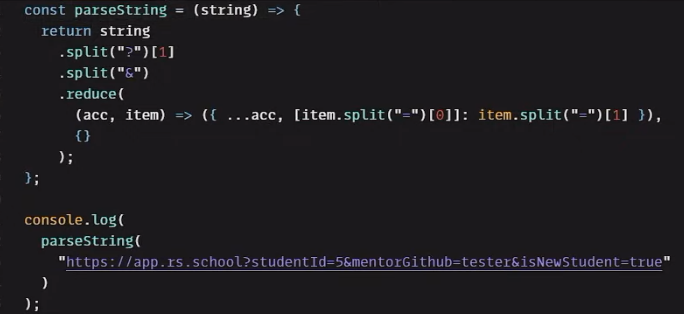 const parseString = (string) => {
  return string
    .split("?")[1]
    .split("&")
    .reduce(
      (acc, item) => ({ ...acc, [item.split("=")[0]]: item.split("=")[1] }),
      {}
    );
};

console.log(
  parseString(
    "https://app.rs.school?studentId=5&mentorGithub=tester&isNewStudent=true"
  )
);